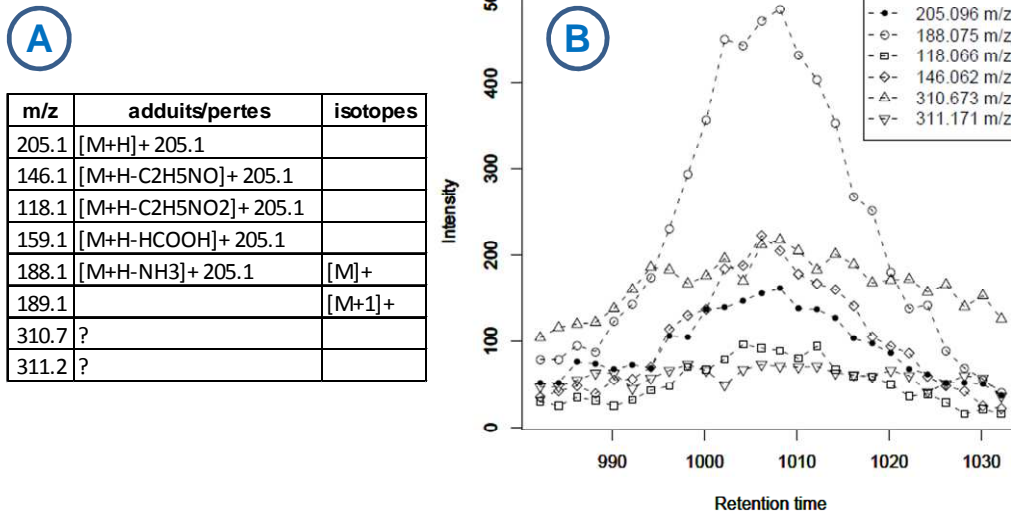 A
m/z adduits/pertes isotopes
205.1 [M+H]+ 205.1
146.1 [M+H-C2H5NO]+ 205.1
118.1 [M+H-C2H5NO2]+ 205.1
159.1 [M+H-HCOOH]+ 205.1
188.1 [M+H-NH3]+ 205.1 [M]+
189.1 [M+1]+
310.7 ?
311.2 ?
B
205.096 m/z
188.075 m/z
118.066 m/z
146.062 m/z
310.673 m/z
311.171 m/z
Intensity
400
300
200
100
0
990 1000 1010 1020 1030
Retention time